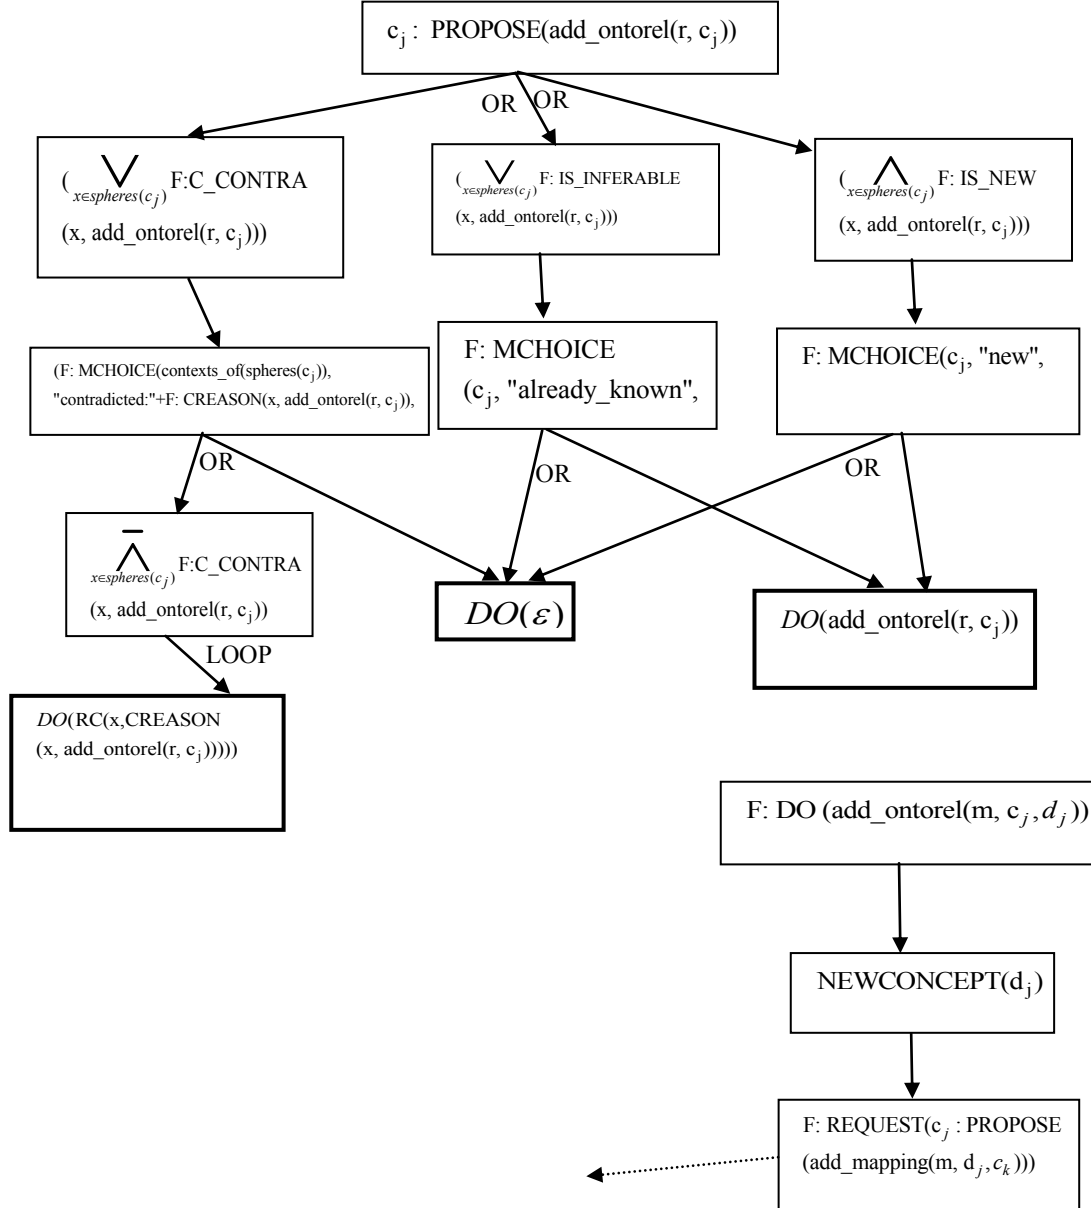 c_j : PROPOSE(add_ontorel(r, c_j))
OR OR
( ⋁ F:C_CONTRA
x∈spheres(c_j)
(x, add_ontorel(r, c_j)))
( ⋁ F: IS_INFERABLE
x∈spheres(c_j)
(x, add_ontorel(r, c_j)))
( ⋀ F: IS_NEW
x∈spheres(c_j)
(x, add_ontorel(r, c_j)))
(F: MCHOICE(contexts_of(spheres(c_j)),
"contradicted:"+F: CREASON(x, add_ontorel(r, c_j)),
F: MCHOICE
(c_j, "already_known",
F: MCHOICE(c_j, "new",
OR
OR
OR
⋀̄ F:C_CONTRA
x∈spheres(c_j)
(x, add_ontorel(r, c_j))
DO(ε)
DO(add_ontorel(r, c_j))
LOOP
DO(RC(x,CREASON
(x, add_ontorel(r, c_j)))))
F: DO (add_ontorel(m, c_j,d_j))
NEWCONCEPT(d_j)
F: REQUEST(c_j : PROPOSE
(add_mapping(m, d_j,c_k)))